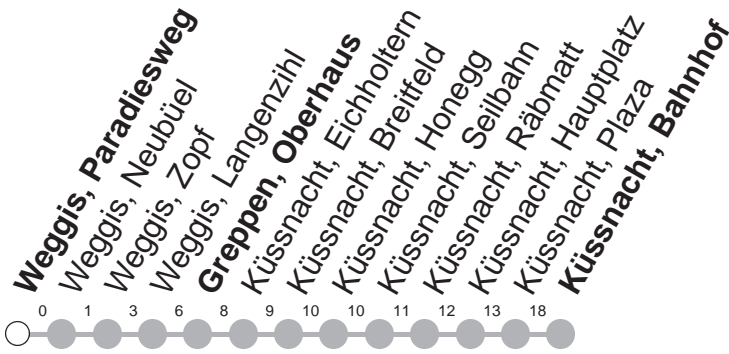 Weggis, Paradiesweg
Weggis, Neubüel
Weggis, Zopf
Weggis, Langenzihl
Greppen, Oberhaus
Küssnacht, Eichholtern
Küssnacht, Breitfeld
Küssnacht, Honegg
Küssnacht, Seilbahn
Küssnacht, Räbmatt
Küssnacht, Hauptplatz
Küssnacht, Plaza
Küssnacht, Bahnhof
0 1 3 6 8 9 10 10 11 12 13 18